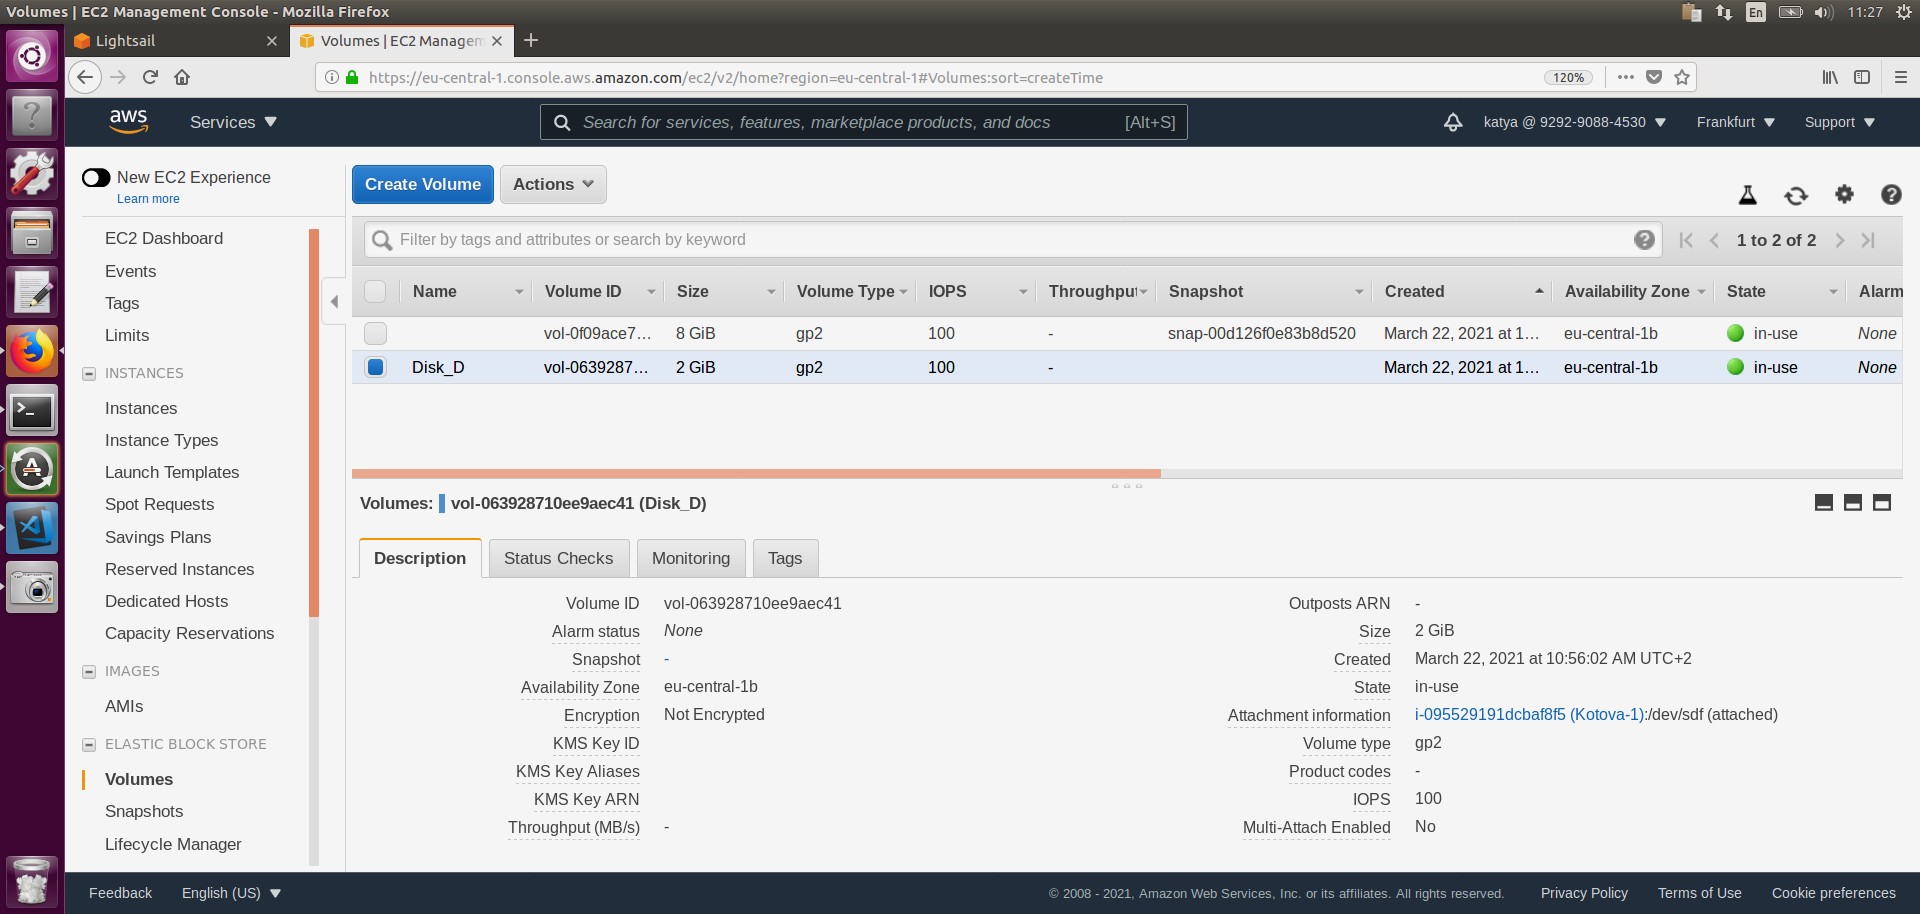 Volumes | EC2 Management Console - Mozilla Firefox
En
11:27
Lightsail
Volumes | EC2 Managem
https://eu-central-1.console.aws.amazon.com/ec2/v2/home?region=eu-central-1#Volumes:sort=createTime
120%
aws
Services
Search for services, features, marketplace products, and docs
[Alt+S]
katya @ 9292-9088-4530
Frankfurt
Support
New EC2 Experience
Learn more
EC2 Dashboard
Events
Tags
Limits
INSTANCES
Instances
Instance Types
Launch Templates
Spot Requests
Savings Plans
Reserved Instances
Dedicated Hosts
Capacity Reservations
IMAGES
AMIs
ELASTIC BLOCK STORE
Volumes
Snapshots
Lifecycle Manager
Create Volume
Actions
Filter by tags and attributes or search by keyword
1 to 2 of 2
Name Volume ID Size Volume Type IOPS Throughput Snapshot Created Availability Zone State Alarm
vol-0f09ace7... 8 GiB gp2 100 - snap-00d126f0e83b8d520 March 22, 2021 at 1... eu-central-1b in-use None
Disk_D vol-0639287... 2 GiB gp2 100 - March 22, 2021 at 1... eu-central-1b in-use None
Volumes: vol-063928710ee9aec41 (Disk_D)
Description
Status Checks
Monitoring
Tags
Volume ID vol-063928710ee9aec41
Alarm status None
Snapshot -
Availability Zone eu-central-1b
Encryption Not Encrypted
KMS Key ID
KMS Key Aliases
KMS Key ARN
Throughput (MB/s) -
Outposts ARN -
Size 2 GiB
Created March 22, 2021 at 10:56:02 AM UTC+2
State in-use
Attachment information i-095529191dcbaf8f5 (Kotova-1):/dev/sdf (attached)
Volume type gp2
Product codes -
IOPS 100
Multi-Attach Enabled No
Feedback
English (US)
© 2008 - 2021, Amazon Web Services, Inc. or its affiliates. All rights reserved.
Privacy Policy
Terms of Use
Cookie preferences